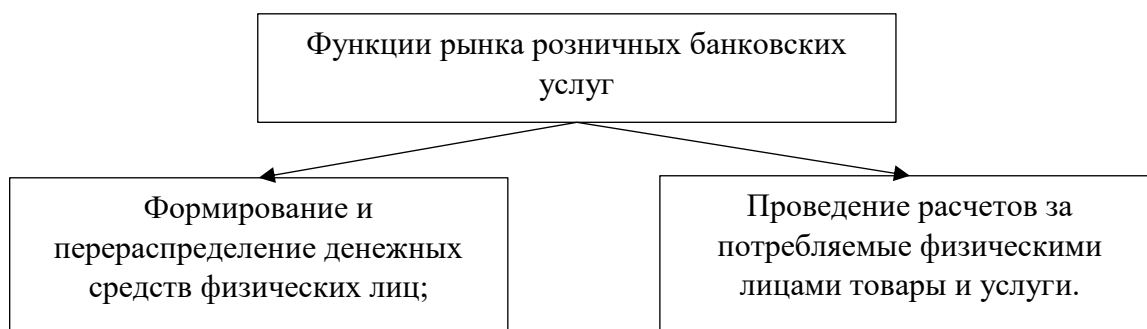 Функции рынка розничных банковских
услуг
Формирование и
перераспределение денежных
средств физических лиц;
Проведение расчетов за
потребляемые физическими
лицами товары и услуги.